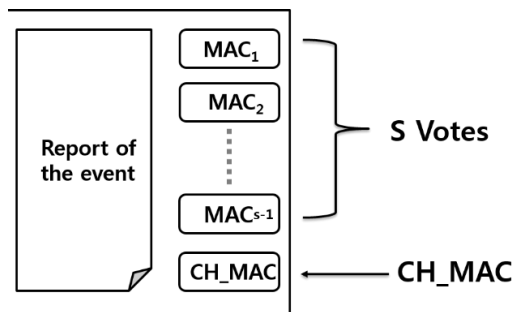 Report of
the event
MAC₁
MAC₂
MACs-1
CH_MAC
S Votes
CH_MAC